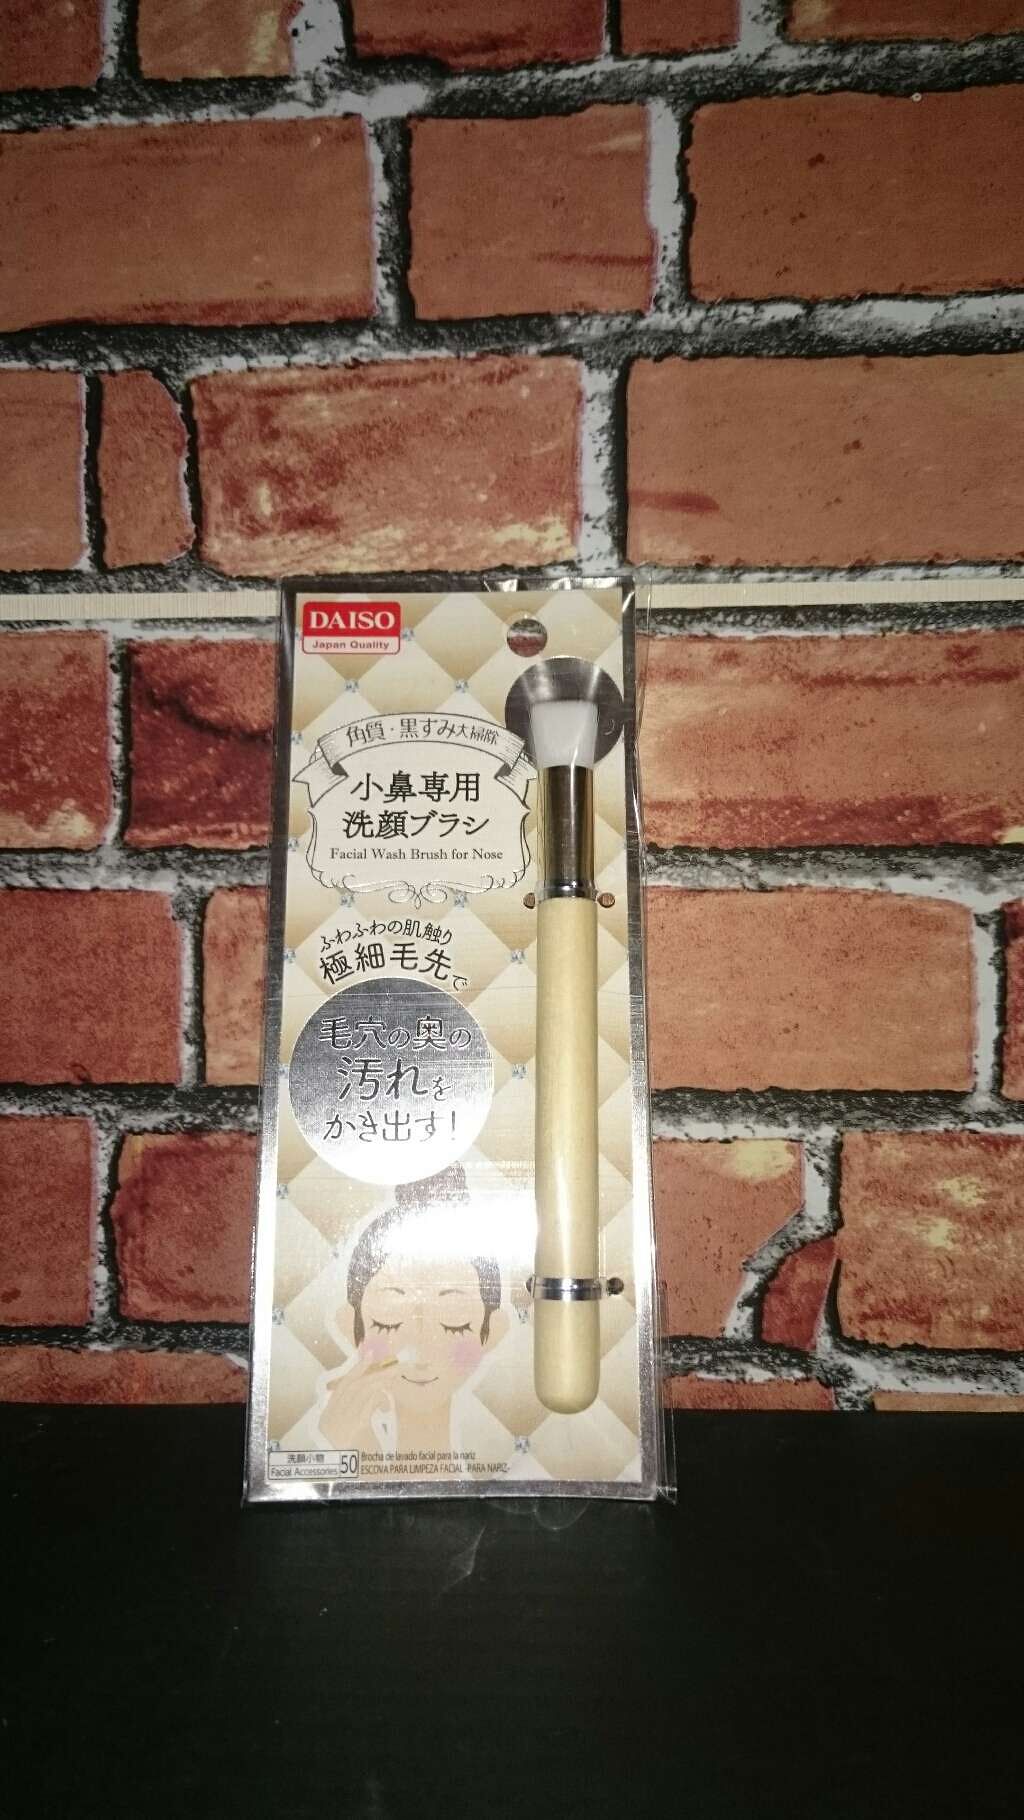 DAISO
Japan Quality
角質・黒ずみ大掃除
小鼻専用
洗顔ブラシ
Facial Wash Brush for Nose
ふわふわの肌触り
極細毛先で
毛穴の奥の
汚れを
かき出す!
洗顔小物
Facial Accessories
50
Brocha de lavado facial para la nariz
ESCOVA PARA LIMPEZA FACIAL -PARA NARIZ-